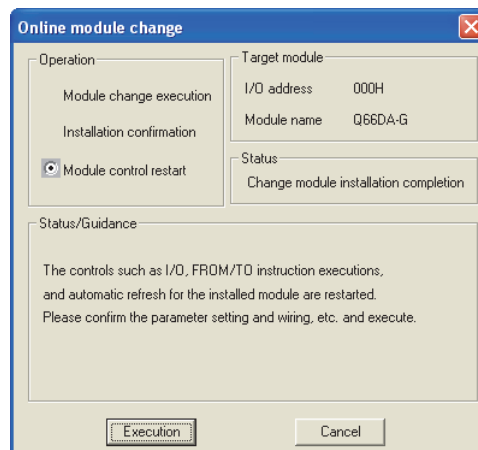 Online module change
Operation
Module change execution
Installation confirmation
Module control restart
Target module
I/O address 000H
Module name Q66DA-G
Status
Change module installation completion
Status/Guidance
The controls such as I/O, FROM/TO instruction executions,
and automatic refresh for the installed module are restarted.
Please confirm the parameter setting and wiring, etc. and execute.
Execution Cancel